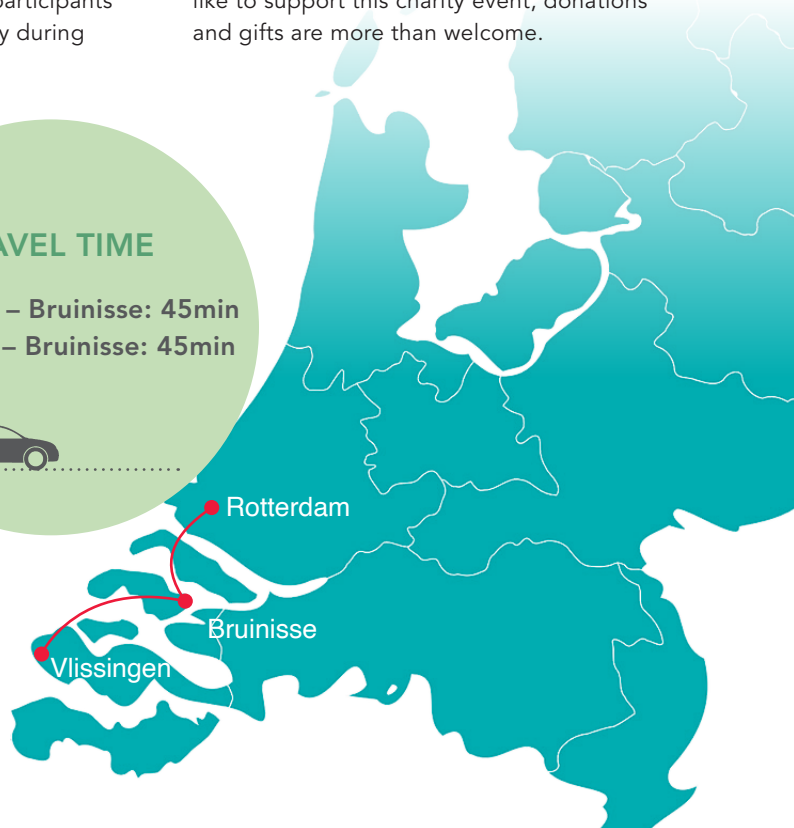 participants
y during
like to support this charity event, donations
and gifts are more than welcome.
AVEL TIME
– Bruinisse: 45min
– Bruinisse: 45min
Rotterdam
Bruinisse
Vlissingen